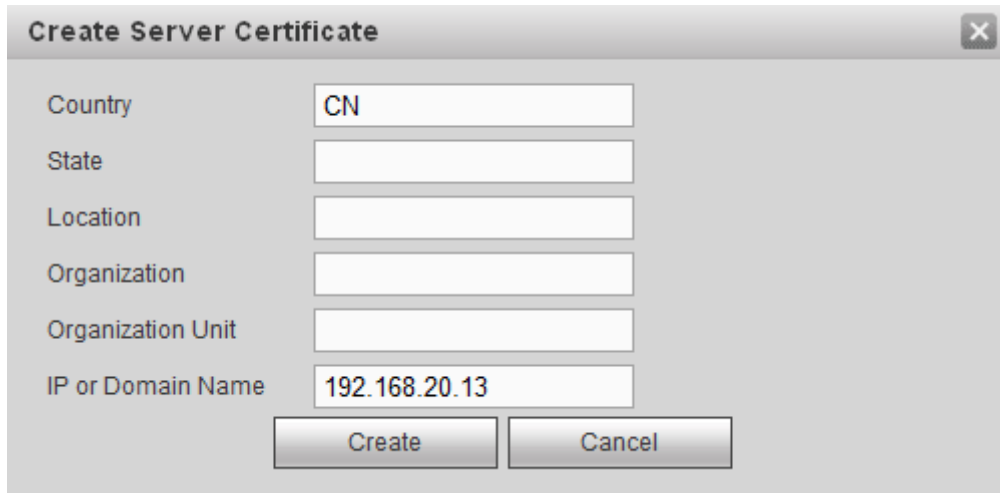 Create Server Certificate
Country CN
State
Location
Organization
Organization Unit
IP or Domain Name 192.168.20.13
Create Cancel